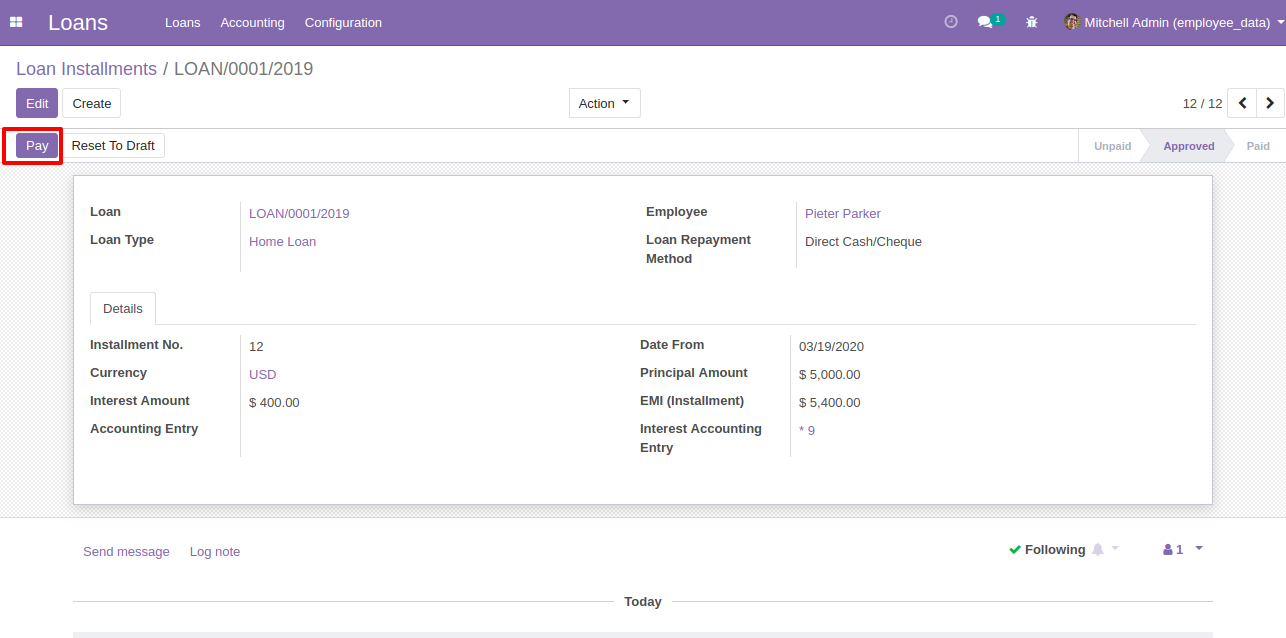 Loans Loans Accounting Configuration 1 Mitchell Admin (employee_data)
Loan Installments / LOAN/0001/2019
Edit Create Action 12 / 12
Pay Reset To Draft Unpaid Approved Paid
Loan LOAN/0001/2019 Employee Pieter Parker
Loan Type Home Loan Loan Repayment Direct Cash/Cheque
Method
Details
Installment No. 12 Date From 03/19/2020
Currency USD Principal Amount $ 5,000.00
Interest Amount $ 400.00 EMI (Installment) $ 5,400.00
Accounting Entry Interest Accounting * 9
Entry
Send message Log note Following 1
Today